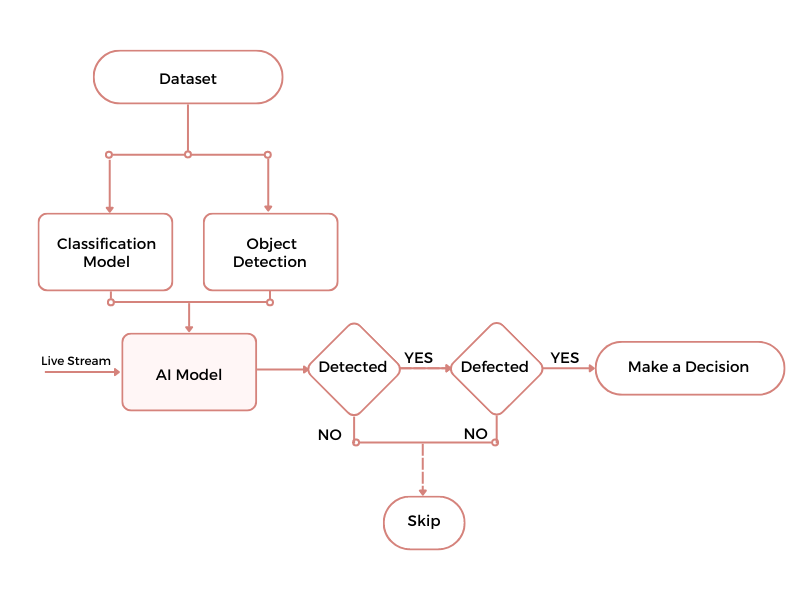 Dataset
Classification
Model
Object
Detection
Live Stream
AI Model
Detected
YES
Defected
YES
Make a Decision
NO
NO
Skip